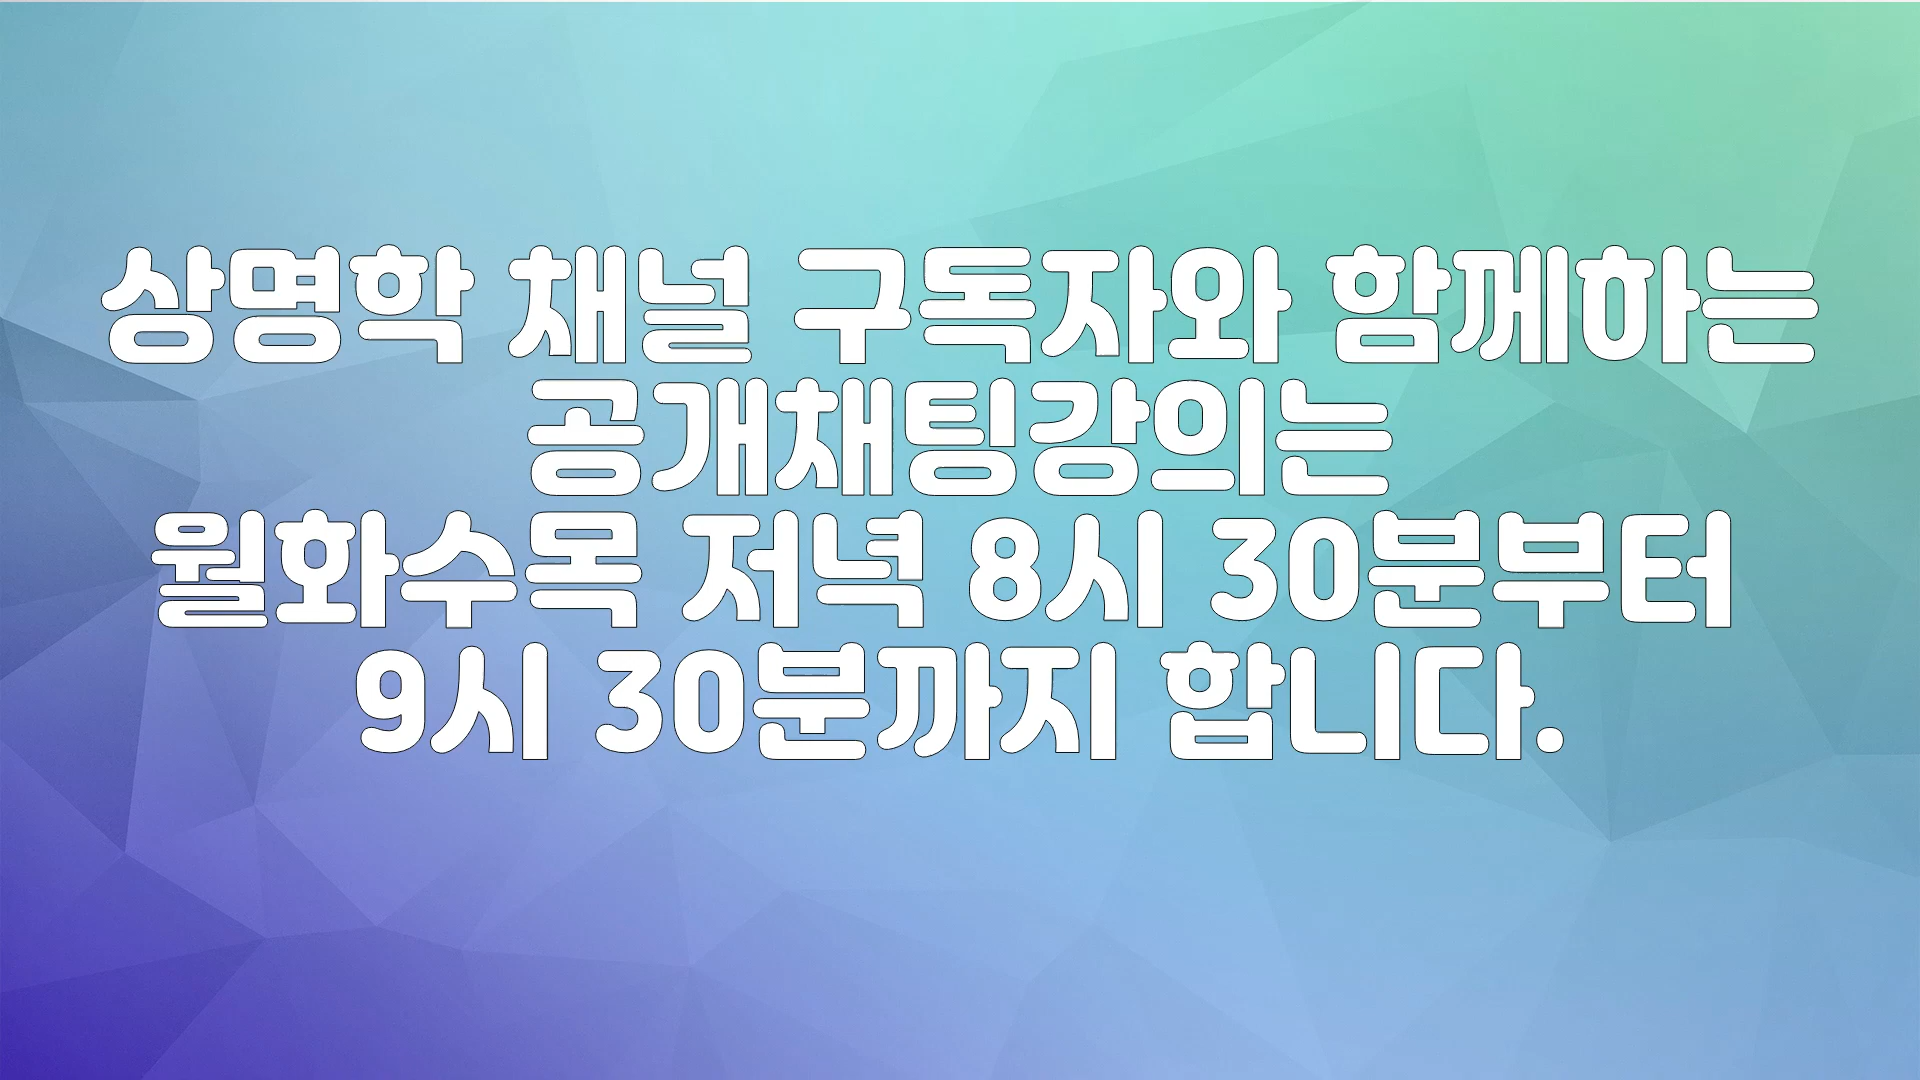 상명학 채널 구독자와 함께하는
공개채팅강의는
월화수목 저녁 8시 30분부터
9시 30분까지 합니다.